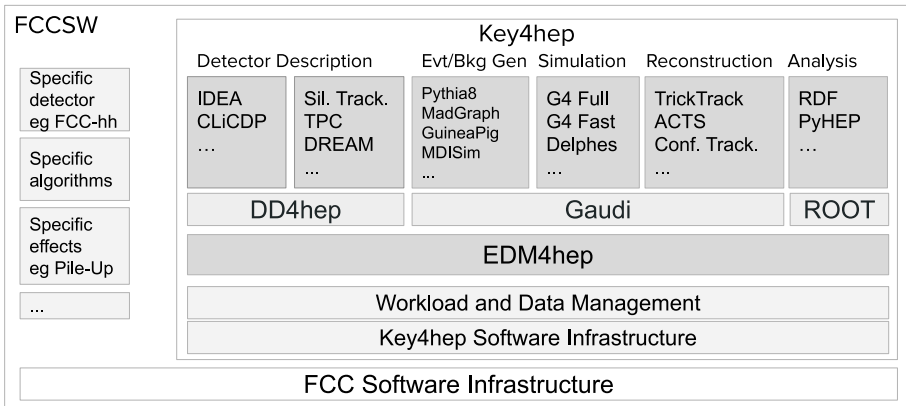 FCCSW
Specific
detector
eg FCC-hh
Specific
algorithms
Specific
effects
eg Pile-Up
...
Key4hep
Detector Description
Evt/Bkg Gen
Simulation
Reconstruction
Analysis
IDEA
CLiCDP
...
Sil. Track.
TPC
DREAM
...
Pythia8
MadGraph
GuineaPig
MDISim
...
G4 Full
G4 Fast
Delphes
...
TrickTrack
ACTS
Conf. Track.
...
RDF
PyHEP
...
DD4hep
Gaudi
ROOT
EDM4hep
Workload and Data Management
Key4hep Software Infrastructure
FCC Software Infrastructure